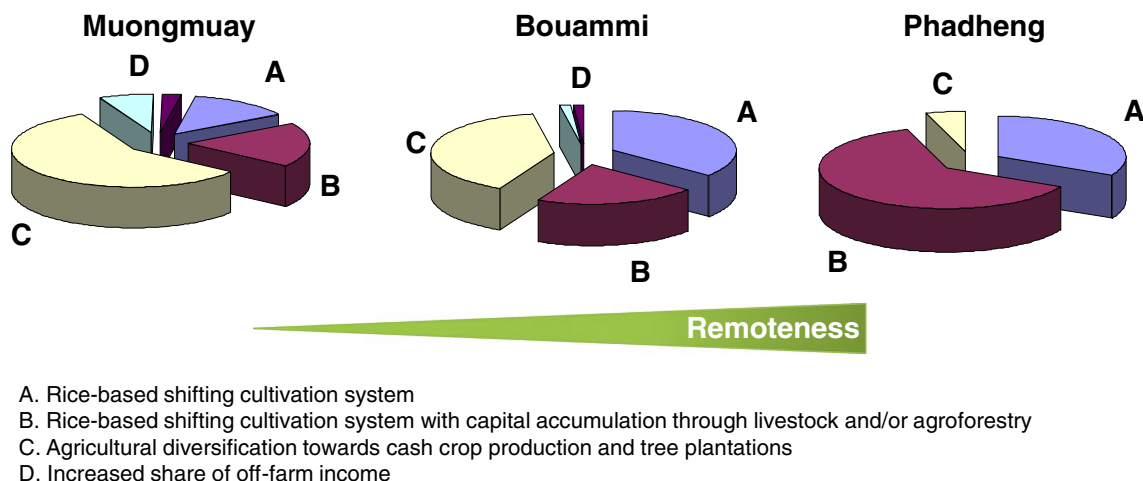 Muongmuay
Bouammi
Phadheng
D
A
B
C
D
A
C
B
C
A
B
Remoteness
A. Rice-based shifting cultivation system
B. Rice-based shifting cultivation system with capital accumulation through livestock and/or agroforestry
C. Agricultural diversification towards cash crop production and tree plantations
D. Increased share of off-farm income